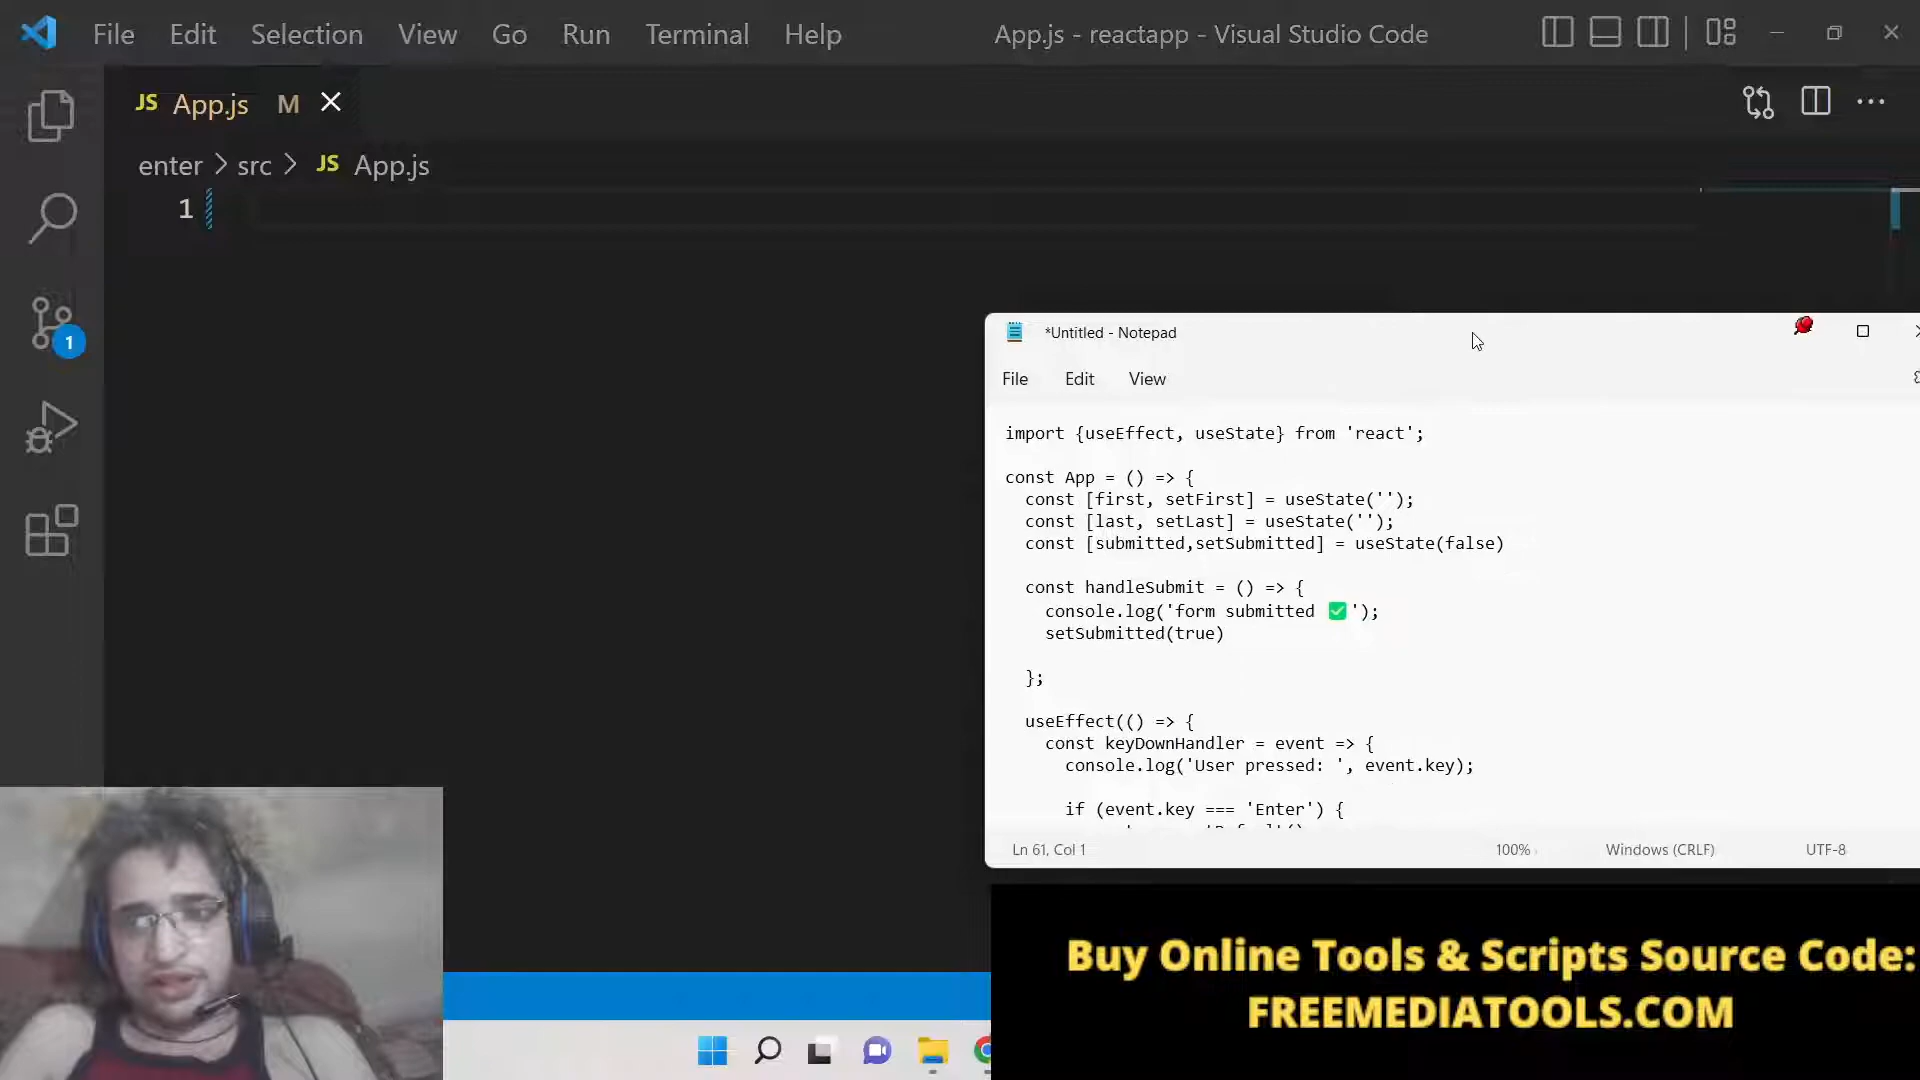 File Edit Selection View Go Run Terminal Help App.js - reactapp - Visual Studio Code
JS App.js M
enter > src > JS App.js
1
1
*Untitled - Notepad
File Edit View
import {useEffect, useState} from 'react';
const App = () => {
const [first, setFirst] = useState('');
const [last, setLast] = useState('');
const [submitted,setSubmitted] = useState(false)
const handleSubmit = () => {
console.log('form submitted ✅');
setSubmitted(true)
};
useEffect(() => {
const keyDownHandler = event => {
console.log('User pressed: ', event.key);
if (event.key === 'Enter') {
Ln 61, Col 1 100% Windows (CRLF) UTF-8
Buy Online Tools & Scripts Source Code:
FREEMEDIATOOLS.COM